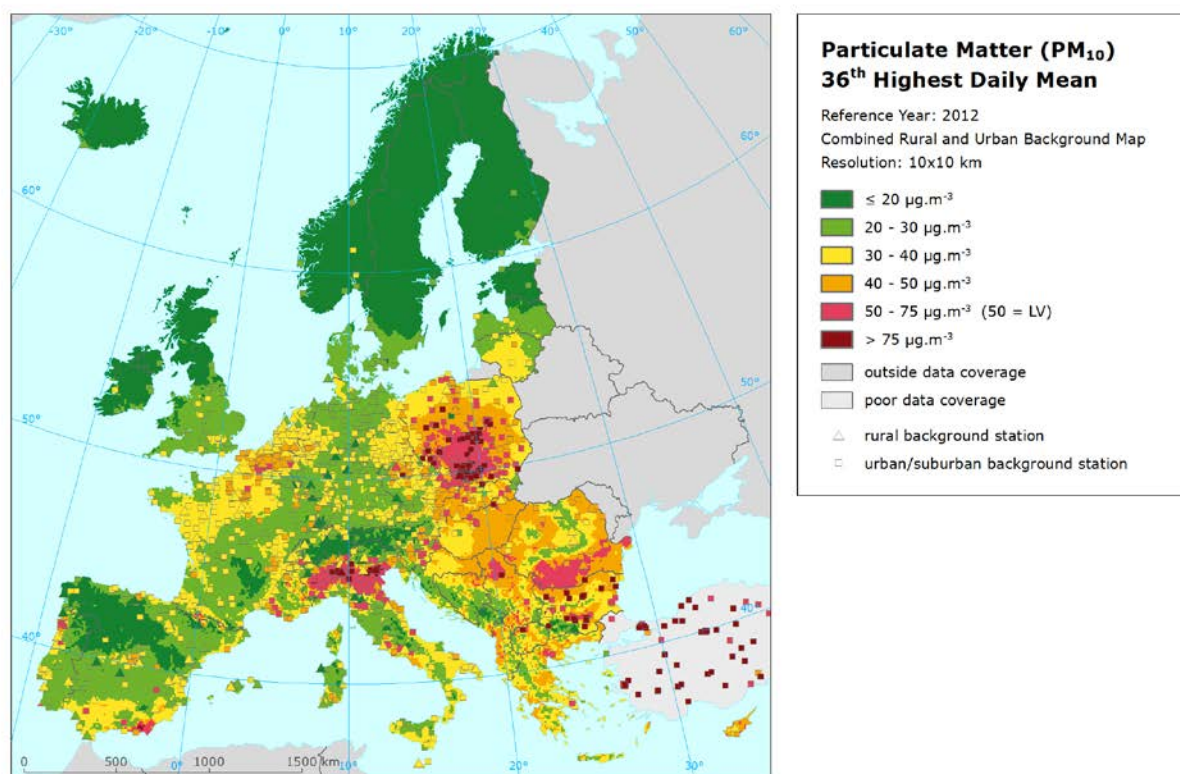 -30° -20° -10° 0° 10° 20° 30° 40° 50° 60°
60°
60°
50°
50°
40°
40°
0 500 1000 1500 km
0° 10° 20° 30°
Particulate Matter (PM₁₀)
36ᵗʰ Highest Daily Mean
Reference Year: 2012
Combined Rural and Urban Background Map
Resolution: 10x10 km
≤ 20 µg.m⁻³
20 - 30 µg.m⁻³
30 - 40 µg.m⁻³
40 - 50 µg.m⁻³
50 - 75 µg.m⁻³ (50 = LV)
> 75 µg.m⁻³
outside data coverage
poor data coverage
rural background station
urban/suburban background station